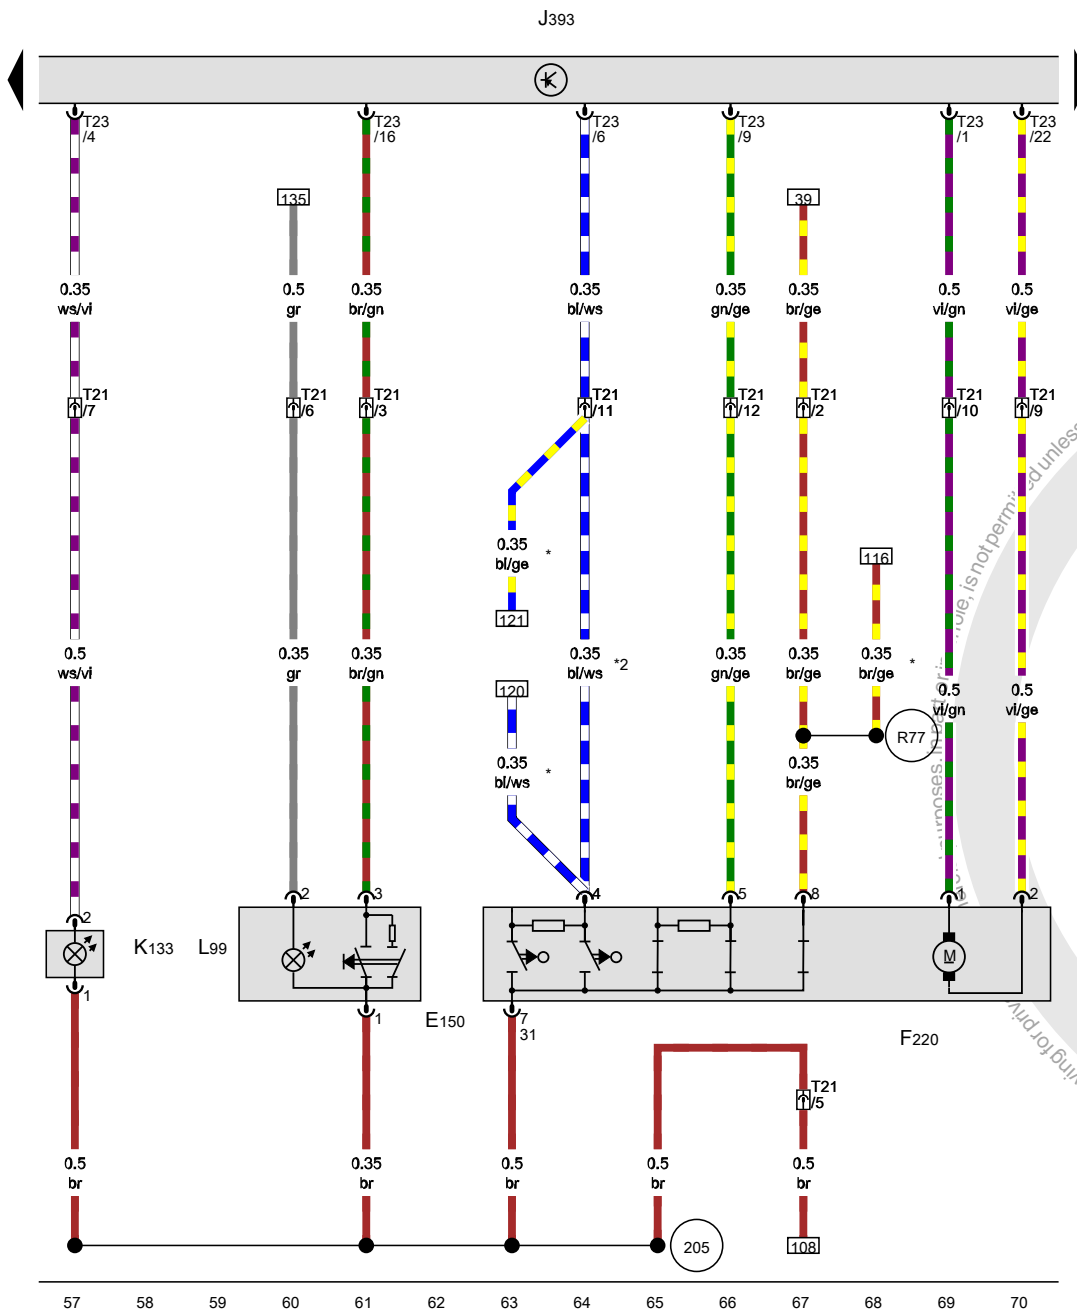 J393
T23 T23 T23 T23 T23 T23
/4 /16 /6 /9 /1 /22
135 39
0.35 0.5 0.35 0.35 0.35 0.35 0.5 0.5
ws/vi gr br/gn bl/ws gn/ge br/ge vi/gn vi/ge
T21 T21 T21 T21 T21 T21 T21 T21
/7 /6 /3 /11 /12 /2 /10 /9
0.35 *
bl/ge
116
121
0.5 0.35 0.35 0.35 *2 0.35 0.35 0.35 *
ws/vi gr br/gn bl/ws gn/ge br/ge br/ge
120 0.5 0.5
vi/gn vi/ge
R77
0.35 * 0.35
bl/ws br/ge
2 2 3 4 5 8 1 2
K133 L99 M
1 1 7
31
E150 F220
T21
/5
0.5 0.35 0.5 0.5 0.5
br br br br br
205 108
57 58 59 60 61 62 63 64 65 66 67 68 69 70